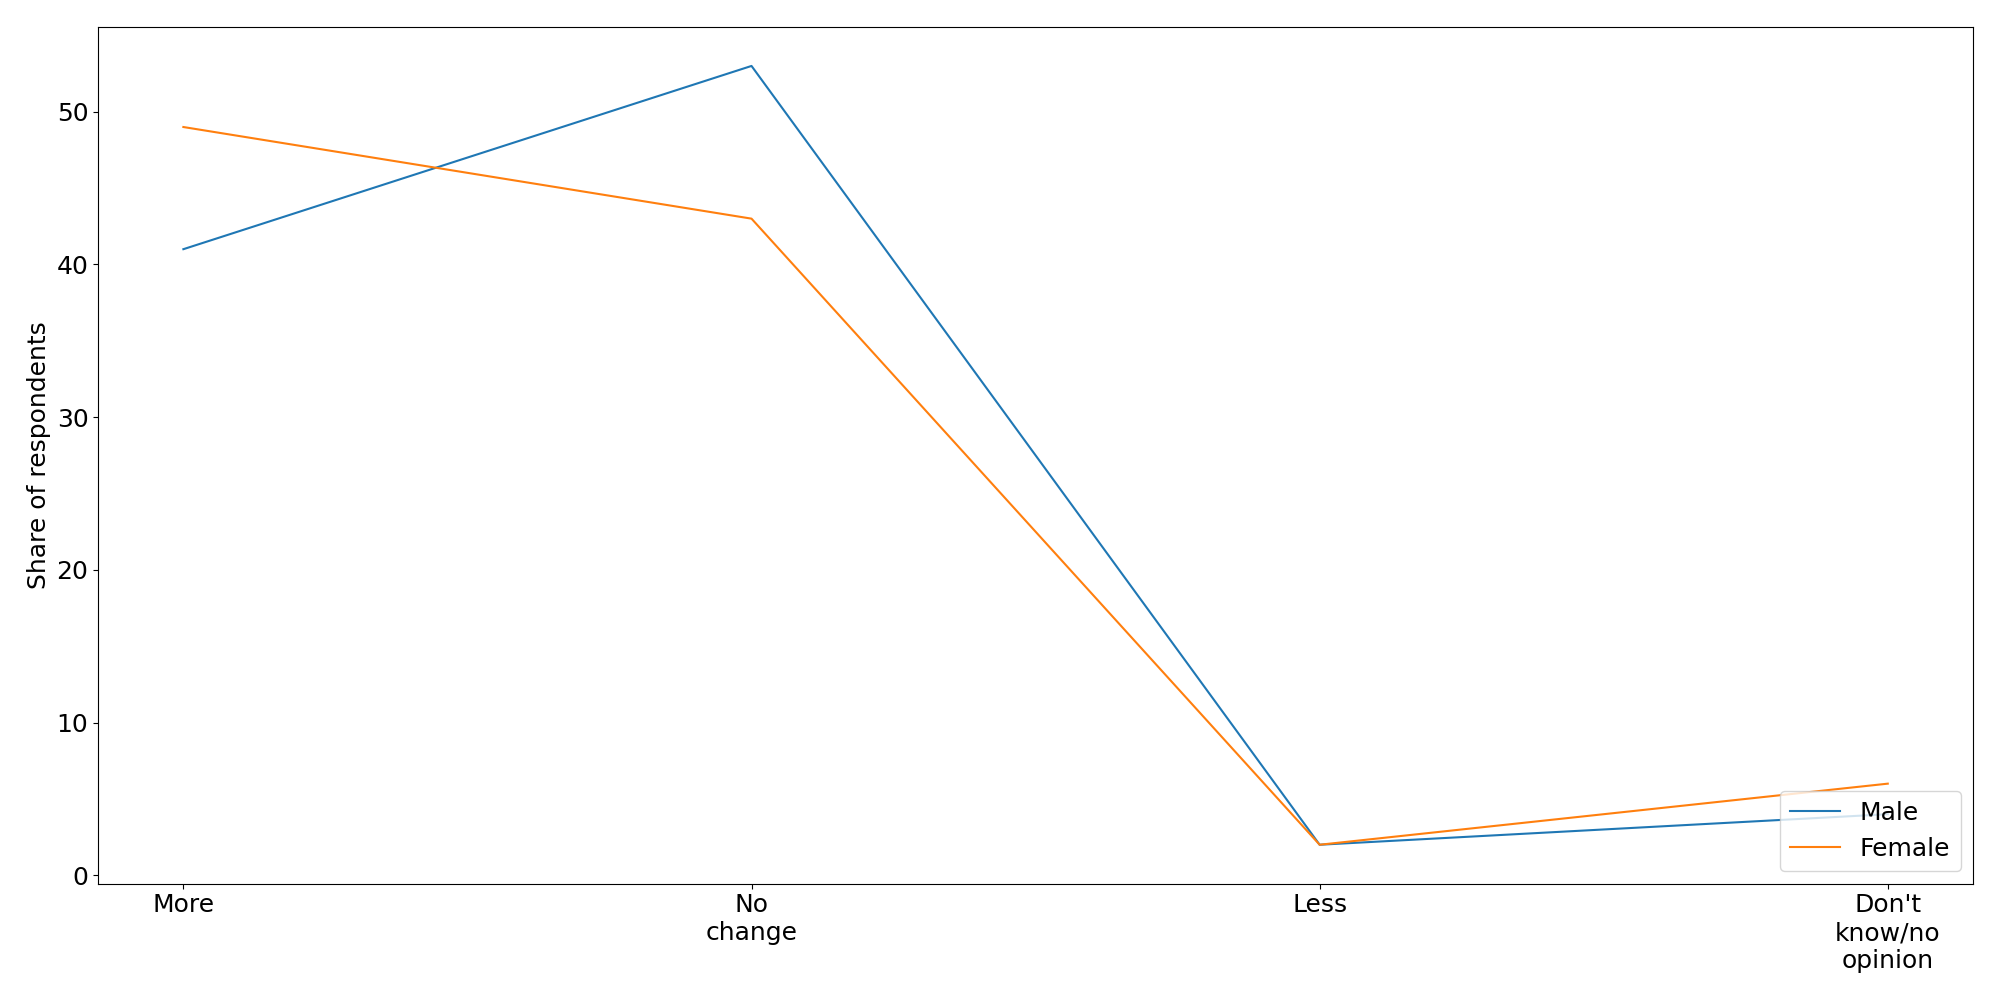 Share of respondents
50
40
30
20
10
0
More
No
change
Less
Don't
know/no
opinion
Male
Female